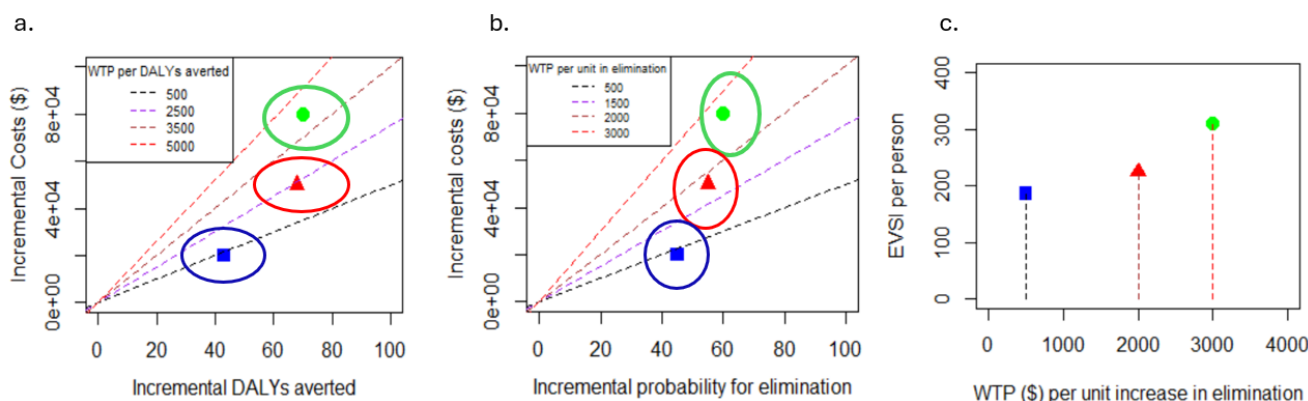 a.
WTP per DALYs averted
500
2500
3500
5000
Incremental Costs ($)
0e+00 4e+04 8e+04
0 20 40 60 80 100
Incremental DALYs averted
b.
WTP per unit in elimination
500
1500
2000
3000
Incremental costs ($)
0e+00 4e+04 8e+04
0 20 40 60 80 100
Incremental probability for elimination
c.
EVSI per person
400
300
200
100
0
0 1000 2000 3000 4000
WTP ($) per unit increase in elimination